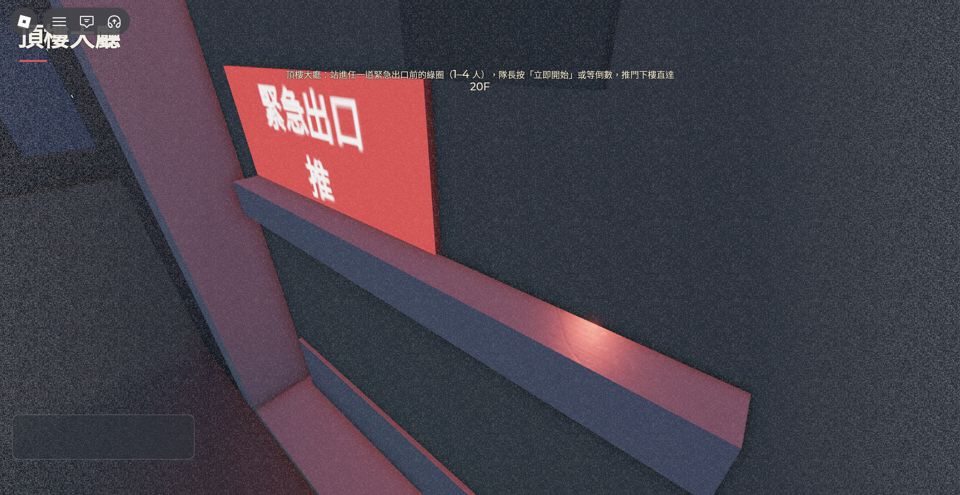 頂樓大廳
頂樓大廳：站進任一道緊急出口前的綠圈（1–4 人），隊長按「立即開始」或等倒數，推門下樓直達
20F
緊急出口
推